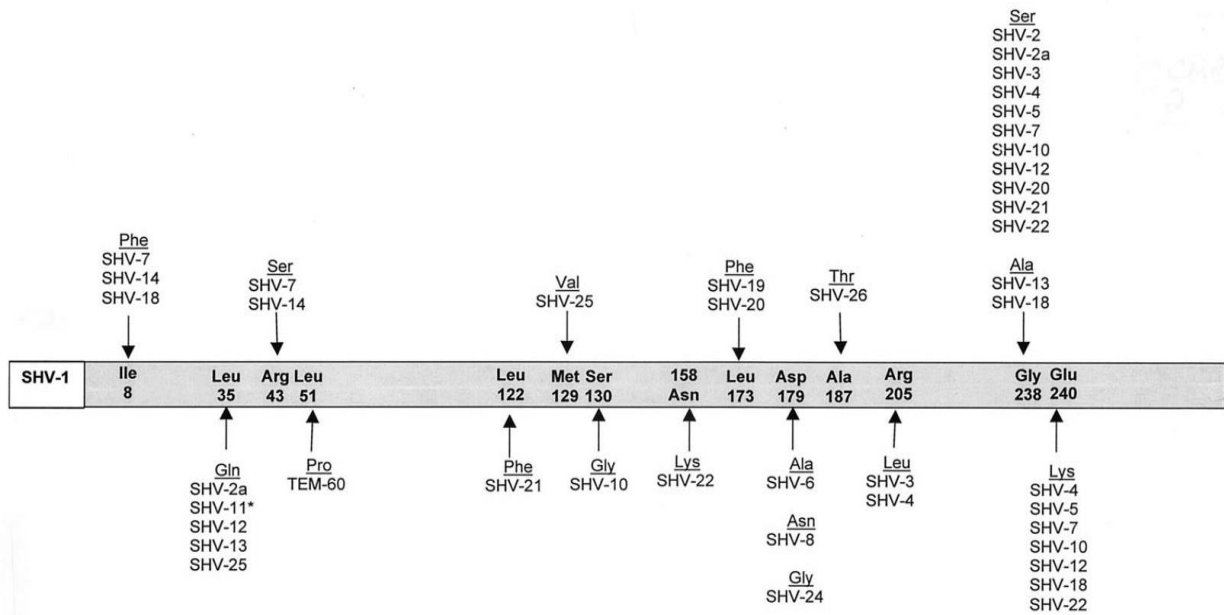 Ser
SHV-2
SHV-2a
SHV-3
SHV-4
SHV-5
SHV-7
SHV-10
SHV-12
SHV-20
SHV-21
SHV-22
Phe
SHV-7
SHV-14
SHV-18
Ser
SHV-7
SHV-14
Val
SHV-25
Phe
SHV-19
SHV-20
Thr
SHV-26
Ala
SHV-13
SHV-18
SHV-1
Ile
8
Leu
35
Arg
43
Leu
51
Leu
122
Met
129
Ser
130
158
Asn
Leu
173
Asp
179
Ala
187
Arg
205
Gly
238
Glu
240
Gln
SHV-2a
SHV-11*
SHV-12
SHV-13
SHV-25
Pro
TEM-60
Phe
SHV-21
Gly
SHV-10
Lys
SHV-22
Ala
SHV-6
Asn
SHV-8
Gly
SHV-24
Leu
SHV-3
SHV-4
Lys
SHV-4
SHV-5
SHV-7
SHV-10
SHV-12
SHV-18
SHV-22